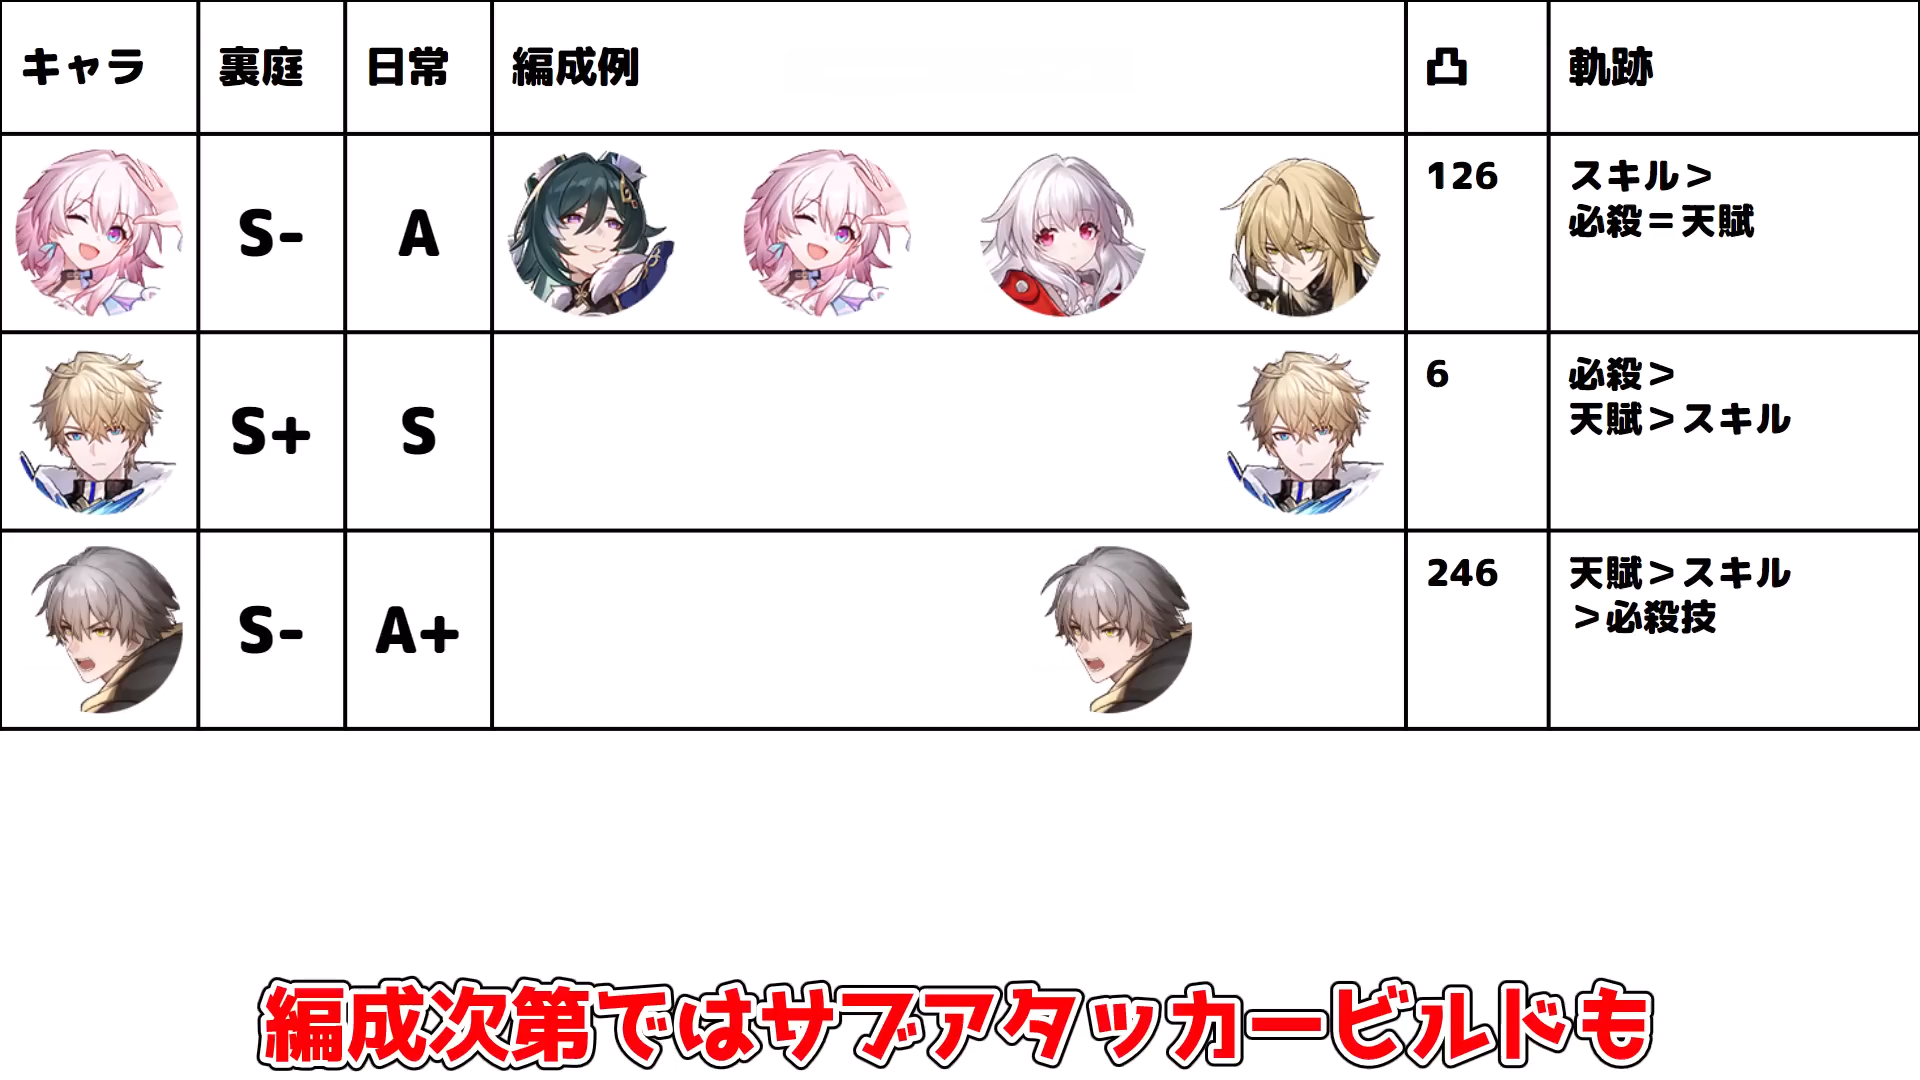 キャラ 裏庭 日常 編成例 凸 軌跡
S- A 126 スキル＞
必殺＝天賦
S+ S 6 必殺＞
天賦＞スキル
S- A+ 246 天賦＞スキル
＞必殺技
編成次第ではサブアタッカービルドも